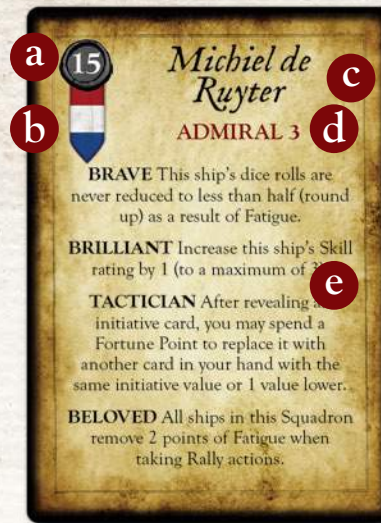 a
15
Michiel de
Ruyter
c
b
ADMIRAL 3
d
BRAVE This ship's dice rolls are
never reduced to less than half (round
up) as a result of Fatigue.
BRILLIANT Increase this ship's Skill
rating by 1 (to a maximum of
e
TACTICIAN After revealing
initiative card, you may spend a
Fortune Point to replace it with
another card in your hand with the
same initiative value or 1 value lower.
BELOVED All ships in this Squadron
remove 2 points of Fatigue when
taking Rally actions.